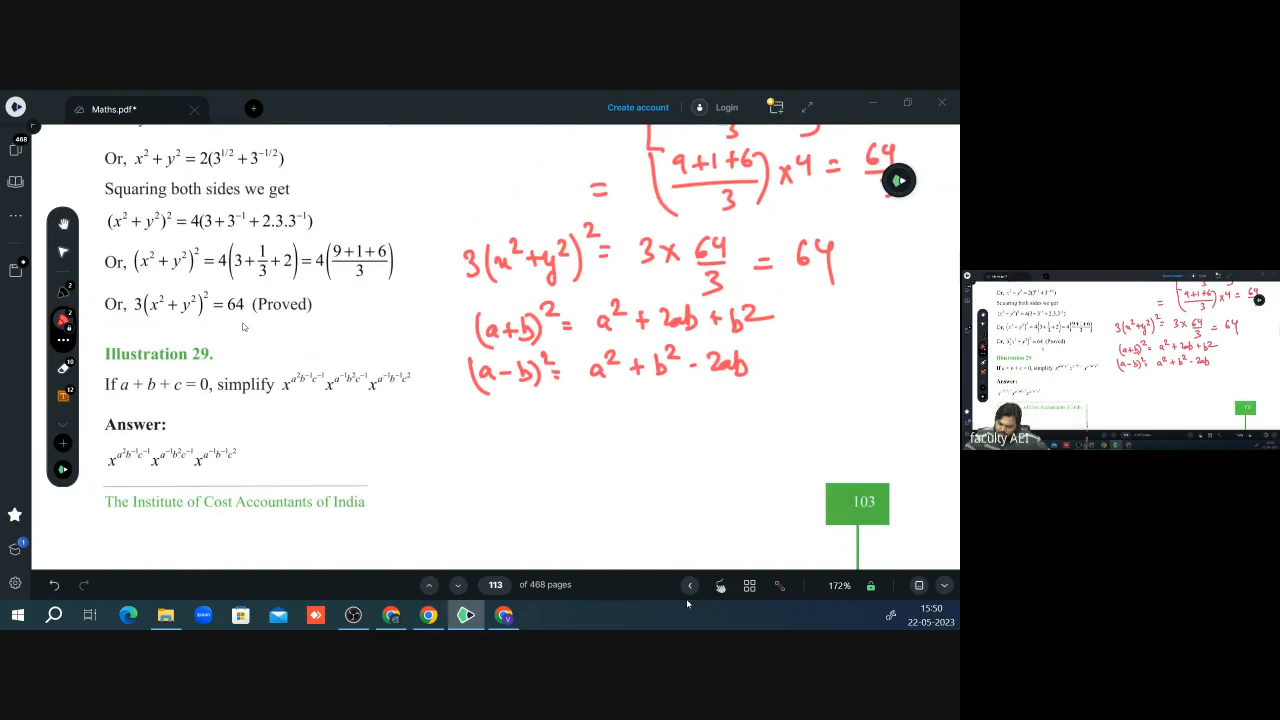 Maths.pdf*
Create account
Login
468
Or, x² + y² = 2(3^{1/2} + 3^{-1/2})
Squaring both sides we get
(x² + y²)² = 4(3 + 3^{-1} + 2.3.3^{-1})
Or, (x² + y²)² = 4(3 + 1/3 + 2) = 4((9+1+6)/3)
Or, 3(x² + y²)² = 64 (Proved)
Illustration 29.
If a + b + c = 0, simplify x^{a²b⁻¹c⁻¹} x^{a⁻¹b²c⁻¹} x^{a⁻¹b⁻¹c²}
Answer:
x^{a²b⁻¹c⁻¹} x^{a⁻¹b²c⁻¹} x^{a⁻¹b⁻¹c²}
The Institute of Cost Accountants of India
103
= ((9+1+6)/3) × 4 = 64
3(x²+y²)² = 3 × 64/3 = 64
(a+b)² = a² + 2ab + b²
(a-b)² = a² + b² - 2ab
113 of 468 pages
172%
15:50
22-05-2023
faculty AEI